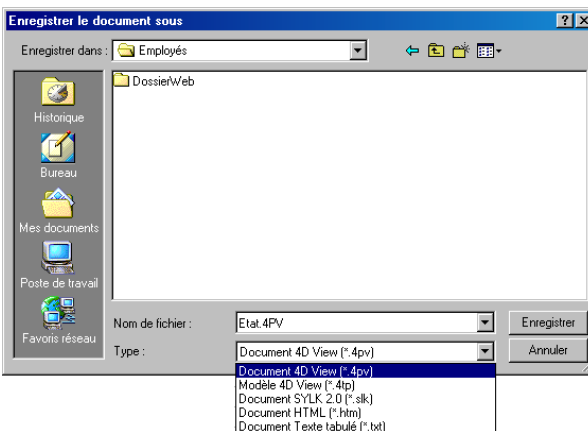 Enregistrer le document sous
Enregistrer dans :
Employés
DossierWeb
Historique
Bureau
Mes documents
Poste de travail
Favoris réseau
Nom de fichier :
Etat.4PV
Enregistrer
Type :
Document 4D View (*.4pv)
Annuler
Document 4D View (*.4pv)
Modèle 4D View (*.4tp)
Document SYLK 2.0 (*.slk)
Document HTML (*.htm)
Document Texte tabulé (*.txt)